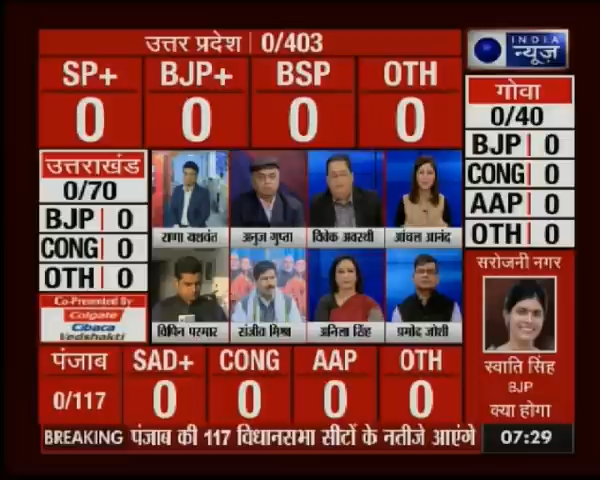 उत्तर प्रदेश | 0/403
SP+ BJP+ BSP OTH
0 0 0 0
INDIA
न्यूज़
गोवा
0/40
BJP 0
CONG 0
AAP 0
OTH 0
उत्तराखंड
0/70
BJP 0
CONG 0
OTH 0
राणा यशवंत अनुज गुप्ता विवेक अवस्थी आंचल आनंद
विपिन परमार संजीव मिश्र अनिला सिंह प्रमोद जोशी
Co-Presented By
Colgate
Cibaca
Vedshakti
सरोजनी नगर
स्वाति सिंह
BJP
क्या होगा
पंजाब
0/117
SAD+ CONG AAP OTH
0 0 0 0
BREAKING पंजाब की 117 विधानसभा सीटों के नतीजे आएंगे
07:29